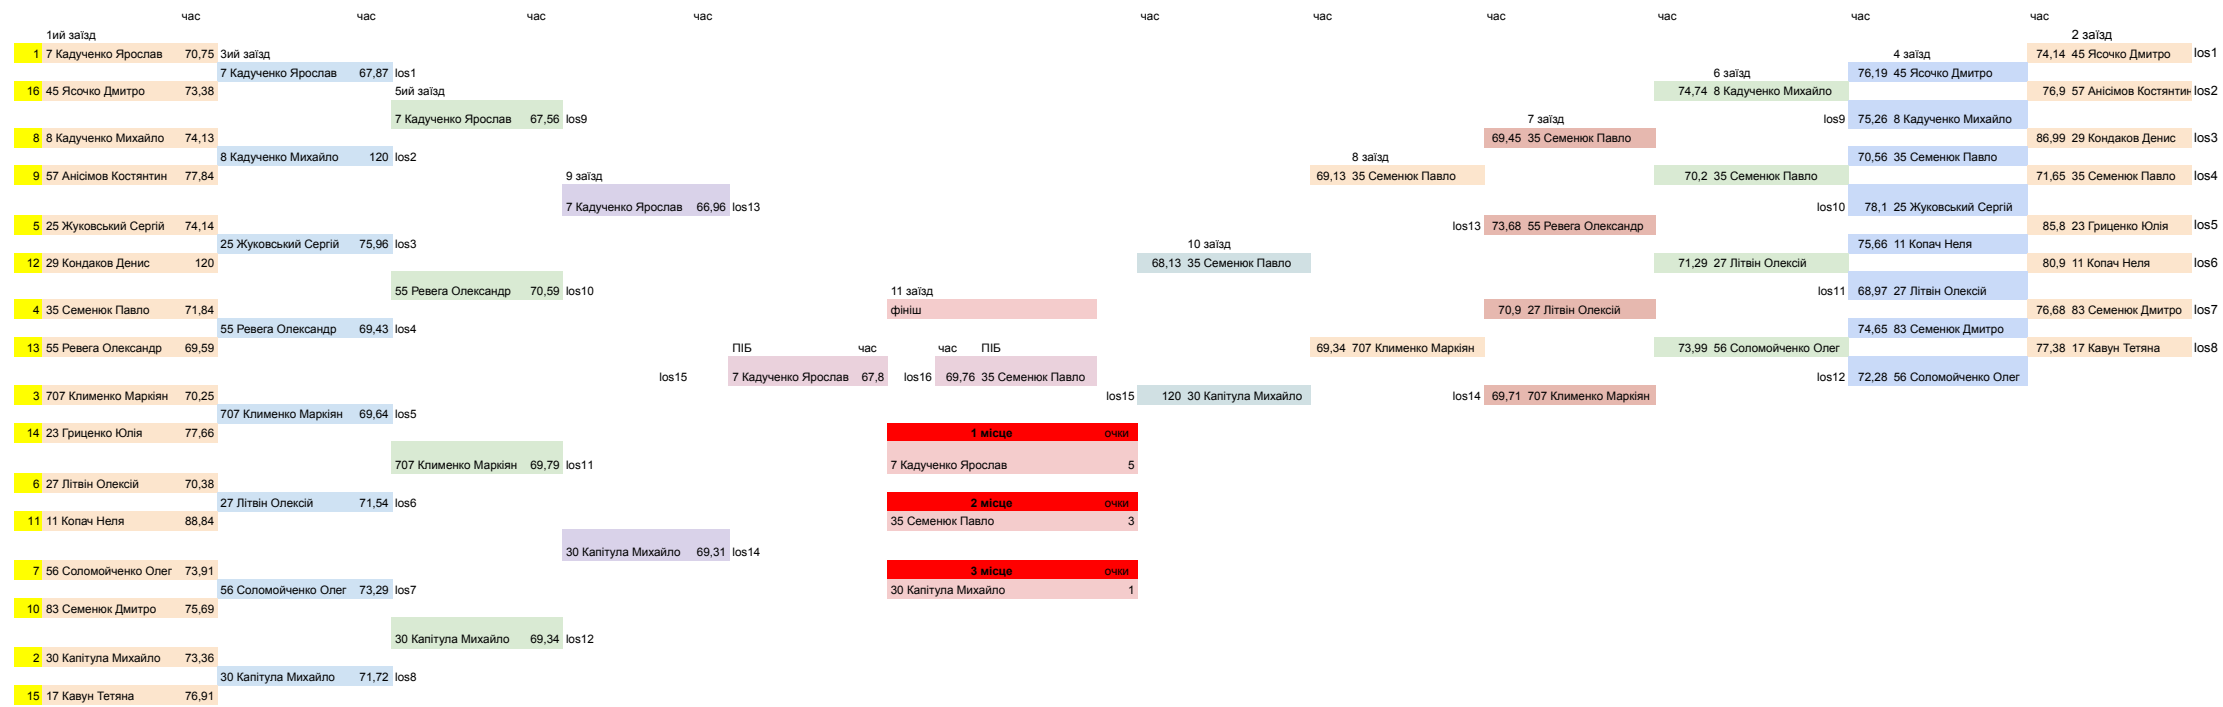 час час час час час час час час час час
1ий заїзд 2 заїзд
1 7 Кадученко Ярослав 70,75 3ий заїзд 4 заїзд 74,14 45 Ясочко Дмитро los1
7 Кадученко Ярослав 67,87 los1 6 заїзд 76,19 45 Ясочко Дмитро
16 45 Ясочко Дмитро 73,38 5ий заїзд 74,74 8 Кадученко Михайло 76,9 57 Анісімов Костянтин los2
7 Кадученко Ярослав 67,56 los9 7 заїзд los9 75,26 8 Кадученко Михайло
8 8 Кадученко Михайло 74,13 69,45 35 Семенюк Павло 86,99 29 Кондаков Денис los3
8 Кадученко Михайло 120 los2 8 заїзд 70,56 35 Семенюк Павло
9 57 Анісімов Костянтин 77,84 9 заїзд 69,13 35 Семенюк Павло 70,2 35 Семенюк Павло 71,65 35 Семенюк Павло los4
7 Кадученко Ярослав 66,96 los13 los10 78,1 25 Жуковський Сергій
5 25 Жуковський Сергій 74,14 los13 73,68 55 Ревега Олександр 85,8 23 Гриценко Юлія los5
25 Жуковський Сергій 75,96 los3 10 заїзд 75,66 11 Копач Неля
12 29 Кондаков Денис 120 68,13 35 Семенюк Павло 71,29 27 Літвін Олексій 80,9 11 Копач Неля los6
55 Ревега Олександр 70,59 los10 11 заїзд los11 68,97 27 Літвін Олексій
4 35 Семенюк Павло 71,84 фініш 70,9 27 Літвін Олексій 76,68 83 Семенюк Дмитро los7
55 Ревега Олександр 69,43 los4 74,65 83 Семенюк Дмитро
13 55 Ревега Олександр 69,59 ПІБ час час ПІБ 69,34 707 Клименко Маркіян 73,99 56 Соломойченко Олег 77,38 17 Кавун Тетяна los8
los15 7 Кадученко Ярослав 67,8 los16 69,76 35 Семенюк Павло los12 72,28 56 Соломойченко Олег
3 707 Клименко Маркіян 70,25 los15 120 30 Капітула Михайло los14 69,71 707 Клименко Маркіян
707 Клименко Маркіян 69,64 los5
14 23 Гриценко Юлія 77,66 1 місце очки
707 Клименко Маркіян 69,79 los11 7 Кадученко Ярослав 5
6 27 Літвін Олексій 70,38
27 Літвін Олексій 71,54 los6 2 місце очки
11 11 Копач Неля 88,84 35 Семенюк Павло 3
30 Капітула Михайло 69,31 los14
7 56 Соломойченко Олег 73,91 3 місце очки
56 Соломойченко Олег 73,29 los7 30 Капітула Михайло 1
10 83 Семенюк Дмитро 75,69
30 Капітула Михайло 69,34 los12
2 30 Капітула Михайло 73,36
30 Капітула Михайло 71,72 los8
15 17 Кавун Тетяна 76,91